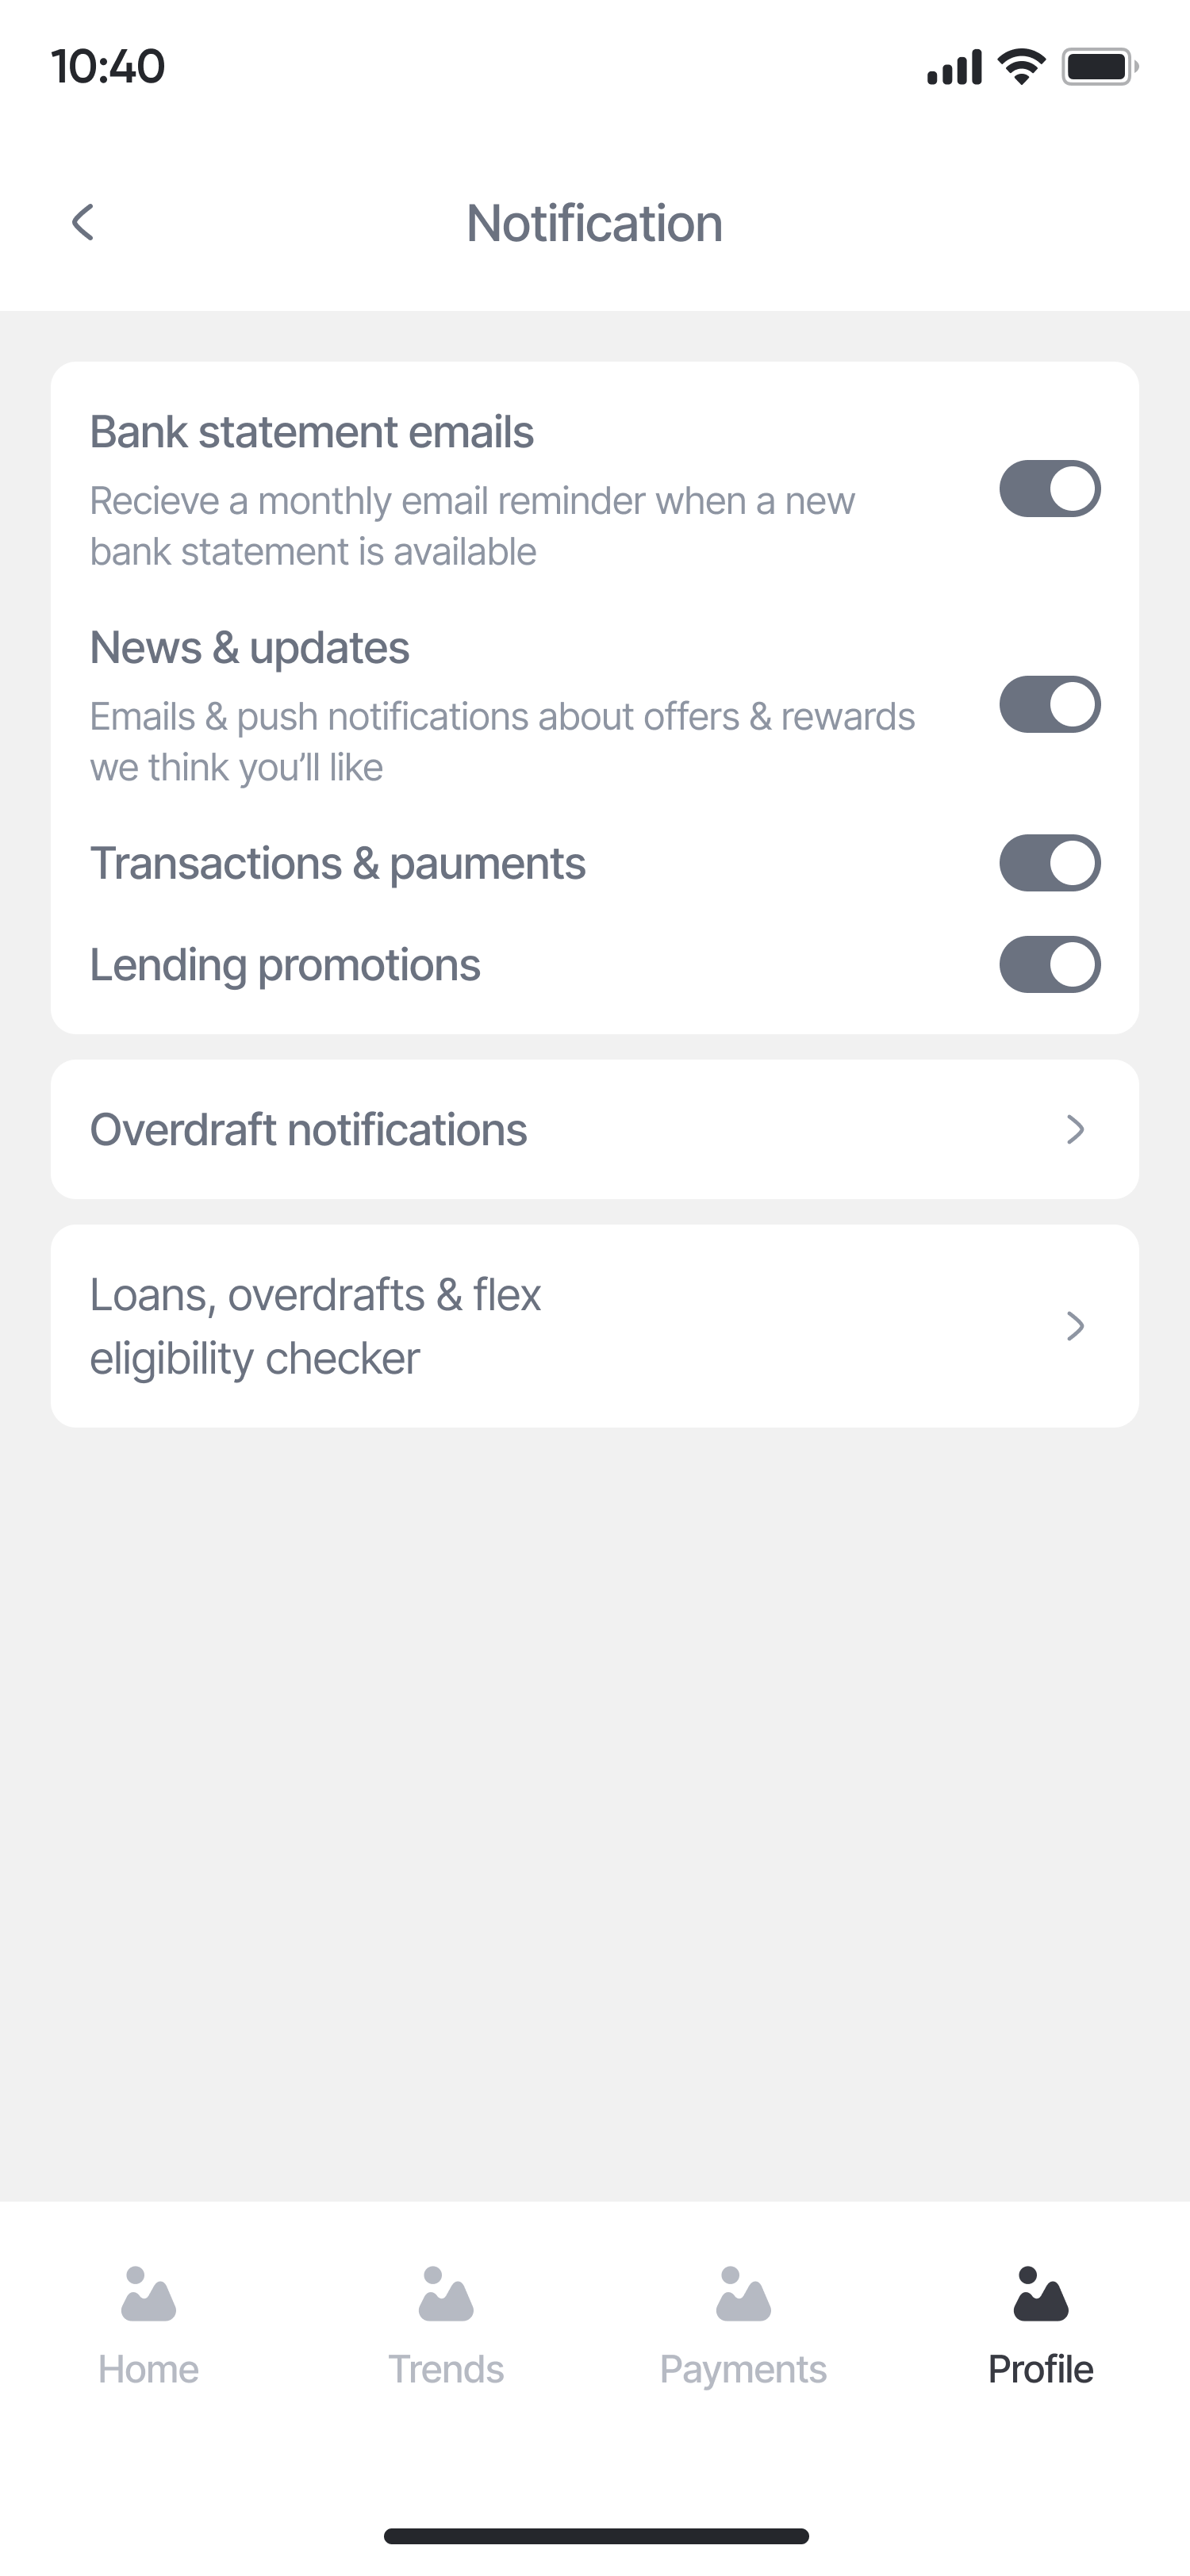 10:40
Notification
Bank statement emails
Recieve a monthly email reminder when a new
bank statement is available
News & updates
Emails & push notifications about offers & rewards
we think you’ll like
Transactions & pauments
Lending promotions
Overdraft notifications
Loans, overdrafts & flex
eligibility checker
Home
Trends
Payments
Profile